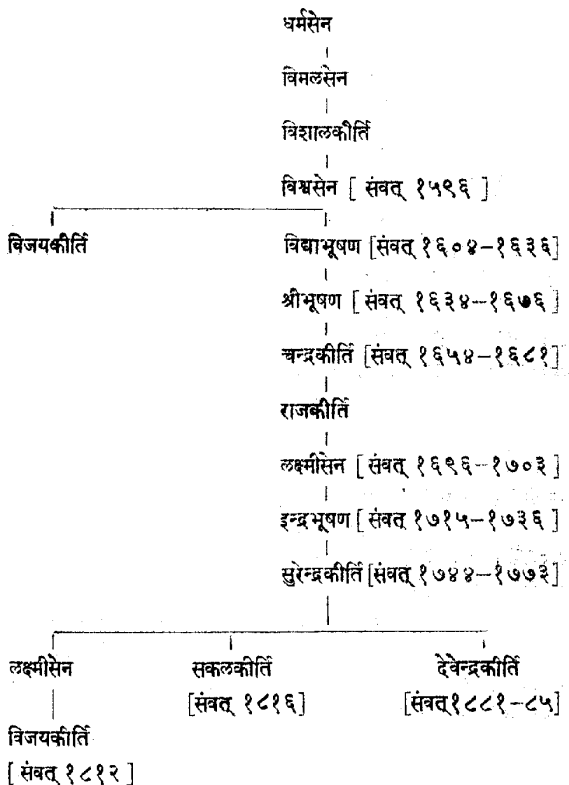 धर्मसेन
विमलसेन
विशालकीर्ति
विश्वसेन [ संवत् १५९६ ]
विजयकीर्ति विद्याभूषण [संवत् १६०४–१६३६]
श्रीभूषण [ संवत् १६३४–१६७६ ]
चन्द्रकीर्ति [संवत् १६५४–१६८१]
राजकीर्ति
लक्ष्मीसेन [ संवत् १६९६–१७०३ ]
इन्द्रभूषण [ संवत् १७१५–१७३६ ]
सुरेन्द्रकीर्ति [संवत् १७४४–१७७३]
लक्ष्मीसेन सकलकीर्ति देवेन्द्रकीर्ति
[संवत् १८१६] [संवत्१८८१–८५]
विजयकीर्ति
[ संवत् १८१२ ]